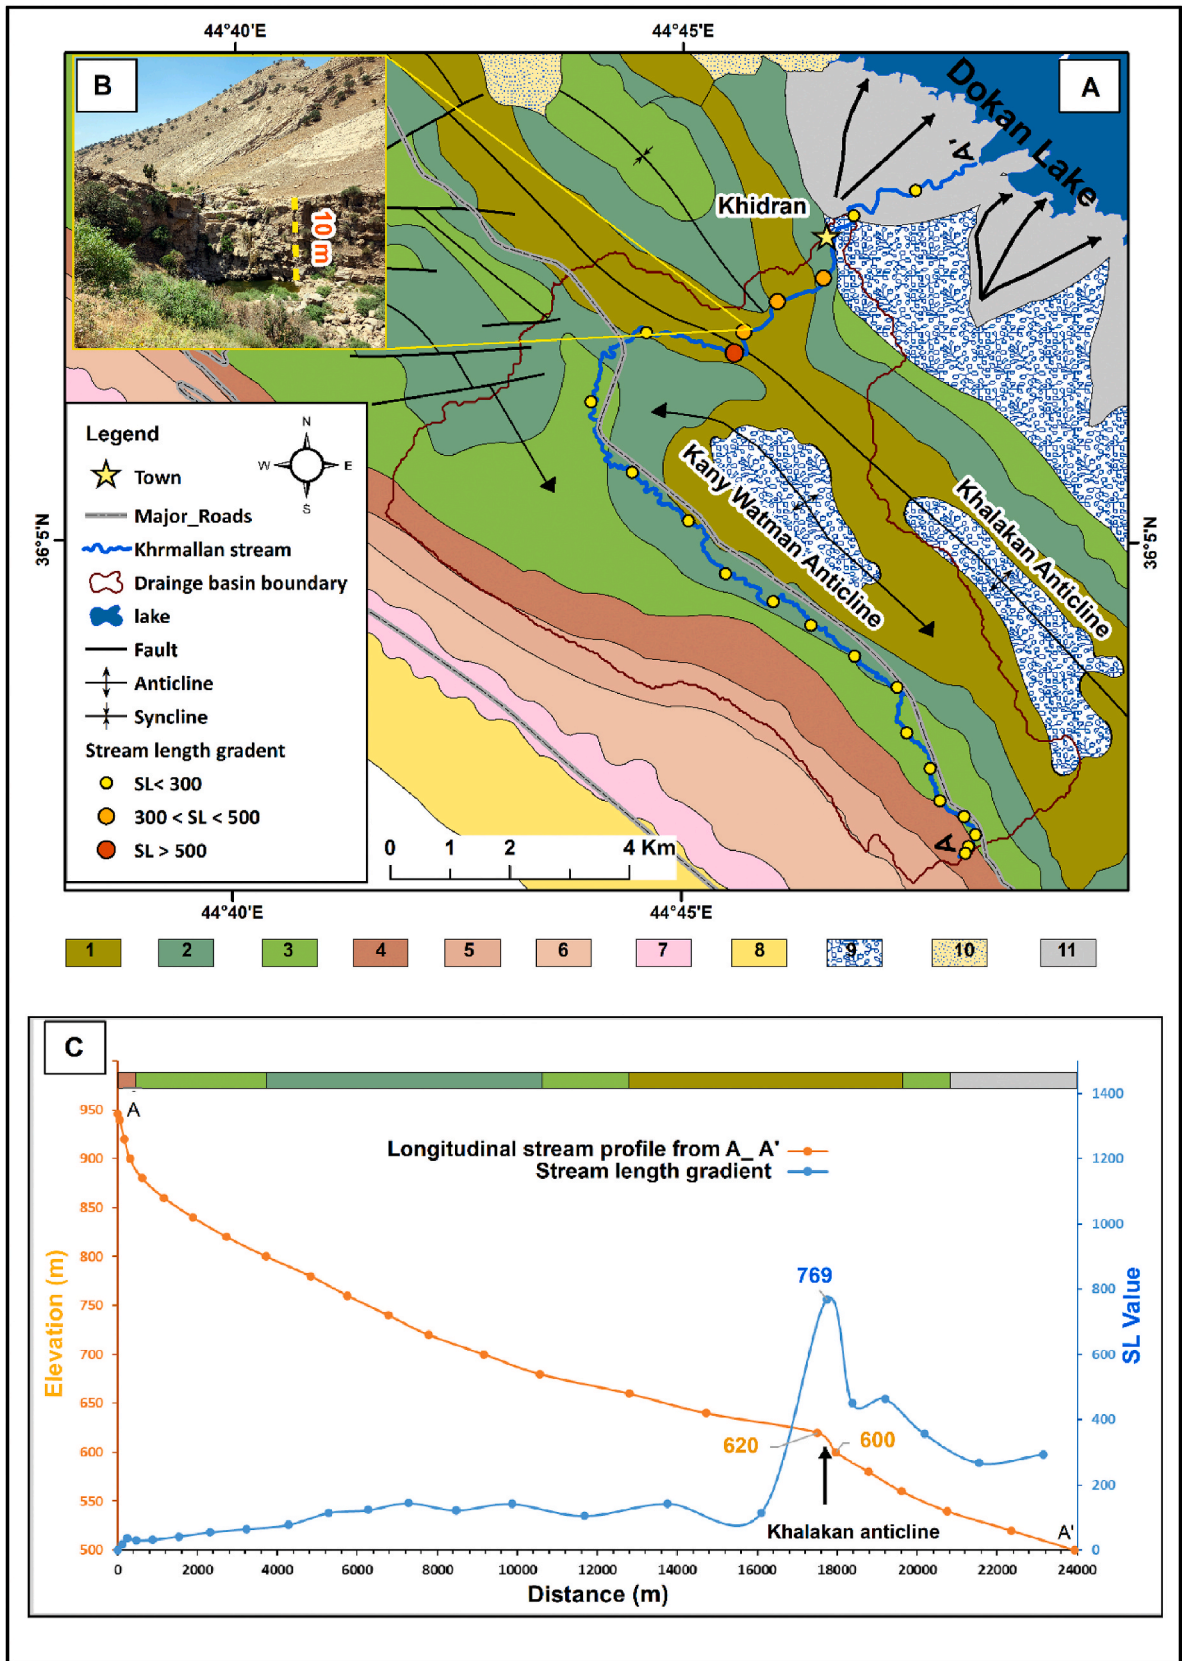 44°40'E
44°45'E
B
10 m
A
Dokan Lake
A'
Khidran
Kany Watman Anticline
Khalakan Anticline
36°5'N
36°5'N
Legend
N
W
E
S
Town
Major_Roads
Khrmallan stream
Drainge basin boundary
lake
Fault
Anticline
Syncline
Stream length gradent
SL< 300
300 < SL < 500
SL > 500
A
0 1 2 4 Km
44°40'E
44°45'E
1 2 3 4 5 6 7 8 9 10 11
C
A
Longitudinal stream profile from A_ A'
Stream length gradient
Elevation (m)
950
900
850
800
750
700
650
600
550
500
SL Value
1400
1200
1000
800
600
400
200
0
769
620
600
Khalakan anticline
A'
0 2000 4000 6000 8000 10000 12000 14000 16000 18000 20000 22000 24000
Distance (m)